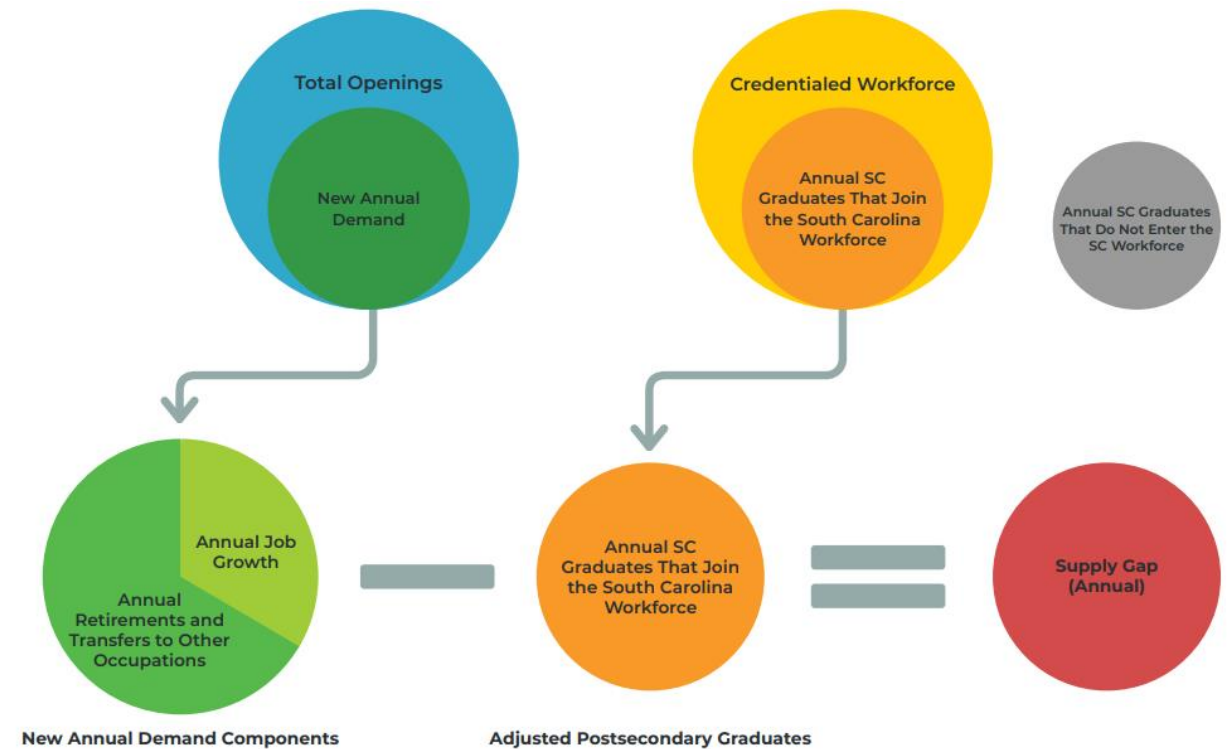 Total Openings
New Annual
Demand
Credentialed Workforce
Annual SC
Graduates That Join
the South Carolina
Workforce
Annual SC Graduates
That Do Not Enter the
SC Workforce
Annual Job
Growth
Annual
Retirements and
Transfers to Other
Occupations
Annual SC
Graduates That Join
the South Carolina
Workforce
Supply Gap
(Annual)
New Annual Demand Components
Adjusted Postsecondary Graduates